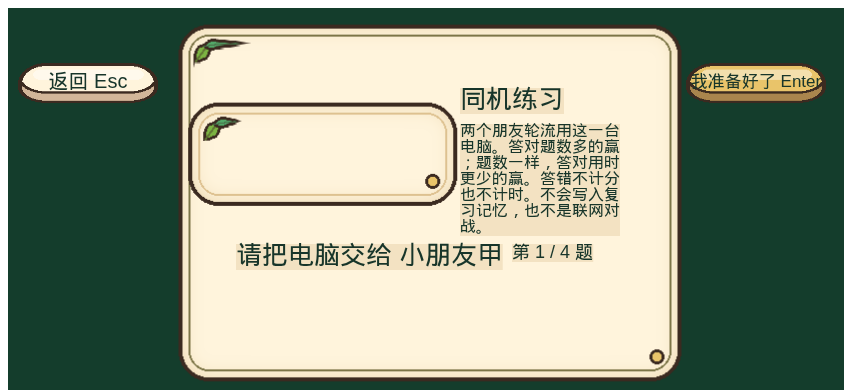 返回 Esc
我准备好了 Enter
同机练习
两个朋友轮流用这一台
电脑。答对题数多的赢
；题数一样，答对用时
更少的赢。答错不计分
也不计时。不会写入复
习记忆，也不是联网对
战。
请把电脑交给 小朋友甲
第 1 / 4 题